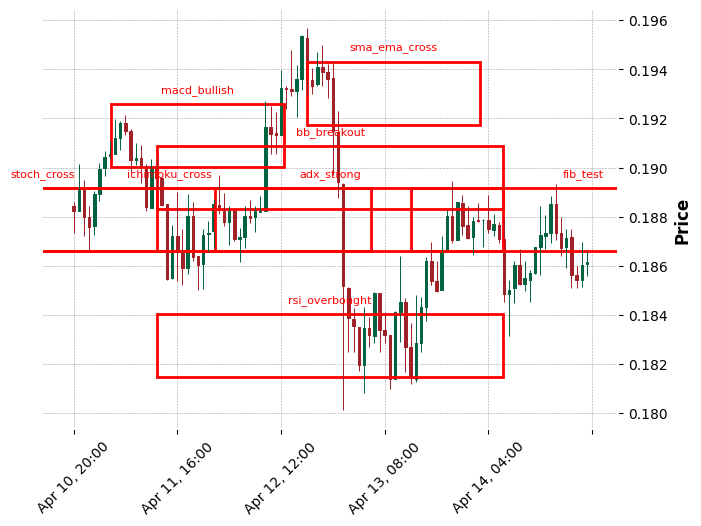 0.196
sma_ema_cross
0.194
macd_bullish
0.192
bb_breakout
0.190
stoch_cross
ichimoku_cross
adx_strong
fib_test
0.188
Price
0.186
rsi_overbought
0.184
0.182
0.180
Apr 10, 20:00
Apr 11, 16:00
Apr 12, 12:00
Apr 13, 08:00
Apr 14, 04:00